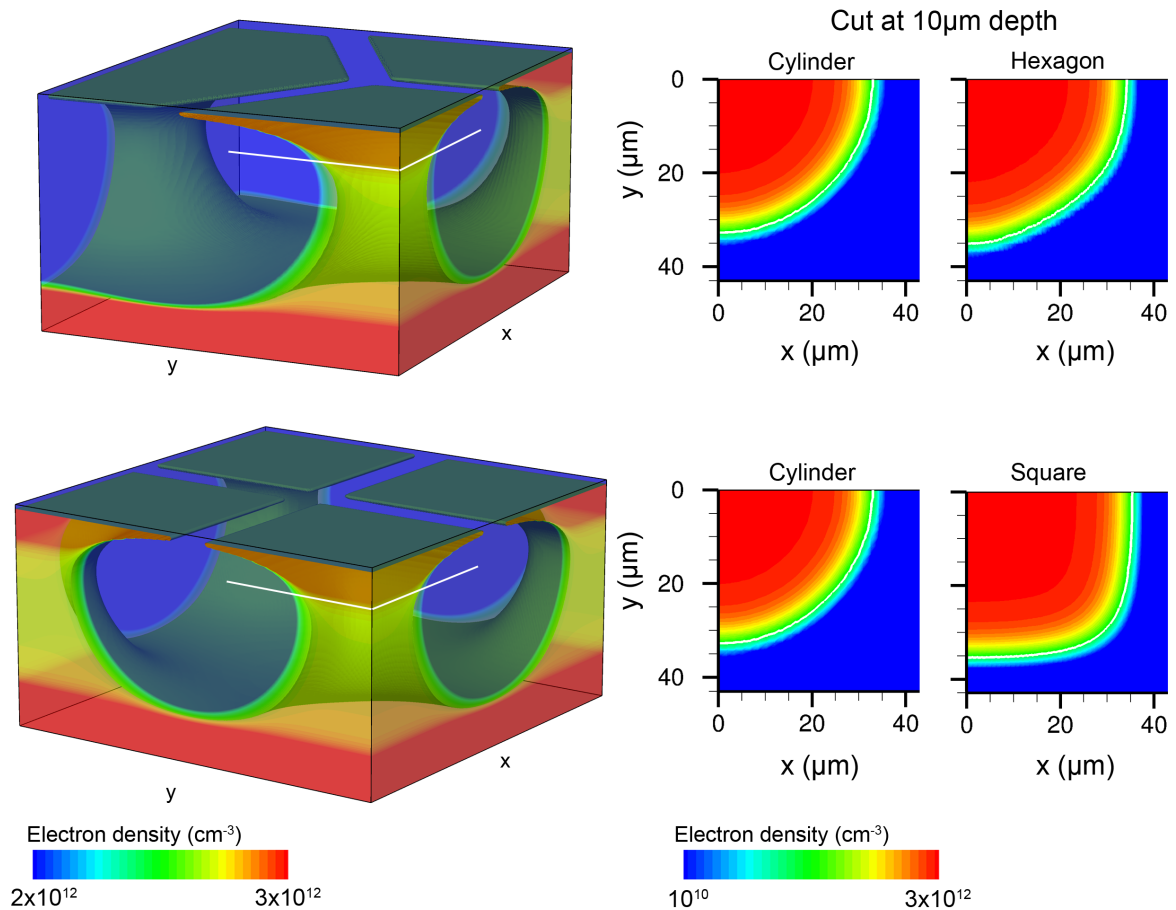 Cut at 10µm depth
Cylinder
Hexagon
0
20
40
y (µm)
0 20 40
x (µm)
0 20 40
x (µm)
x
y
Cylinder
Square
0
20
40
y (µm)
0 20 40
x (µm)
0 20 40
x (µm)
x
y
Electron density (cm⁻³)
2x10¹² 3x10¹²
Electron density (cm⁻³)
10¹⁰ 3x10¹²